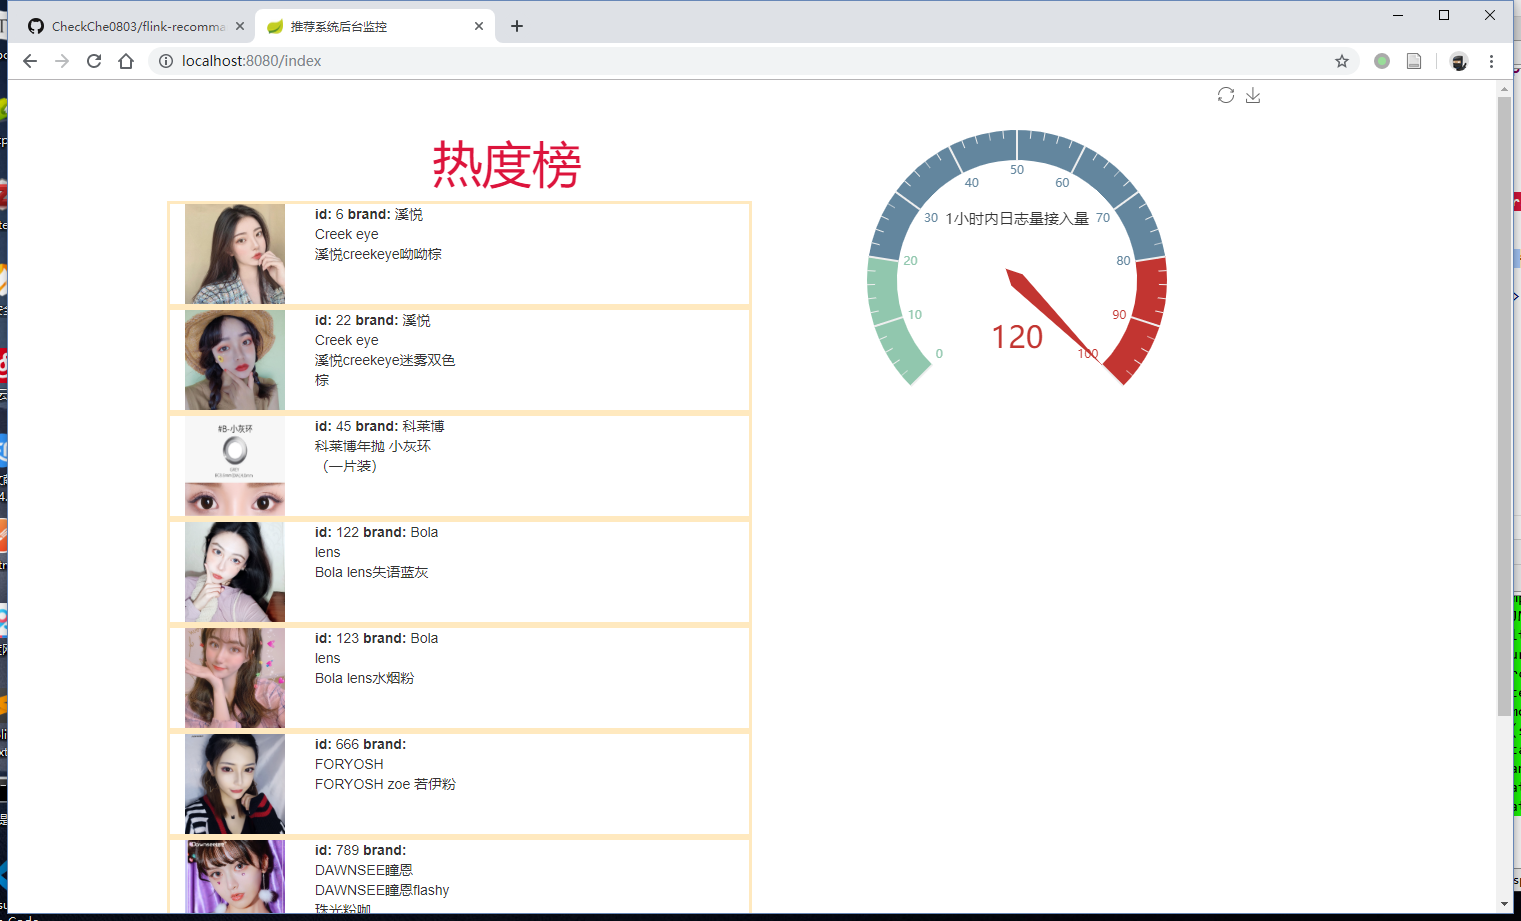 CheckChe0803/flink-recomma
推荐系统后台监控
localhost:8080/index
热度榜
id: 6 brand: 溪悦
Creek eye
溪悦creekeye呦呦棕
id: 22 brand: 溪悦
Creek eye
溪悦creekeye迷雾双色
棕
#B-小灰环
id: 45 brand: 科莱博
科莱博年抛 小灰环
（一片装）
id: 122 brand: Bola
lens
Bola lens失语蓝灰
id: 123 brand: Bola
lens
Bola lens水烟粉
id: 666 brand:
FORYOSH
FORYOSH zoe 若伊粉
id: 789 brand:
DAWNSEE瞳恩
DAWNSEE瞳恩flashy
珠光粉咖
1小时内日志量接入量
0
10
20
30
40
50
60
70
80
90
100
120